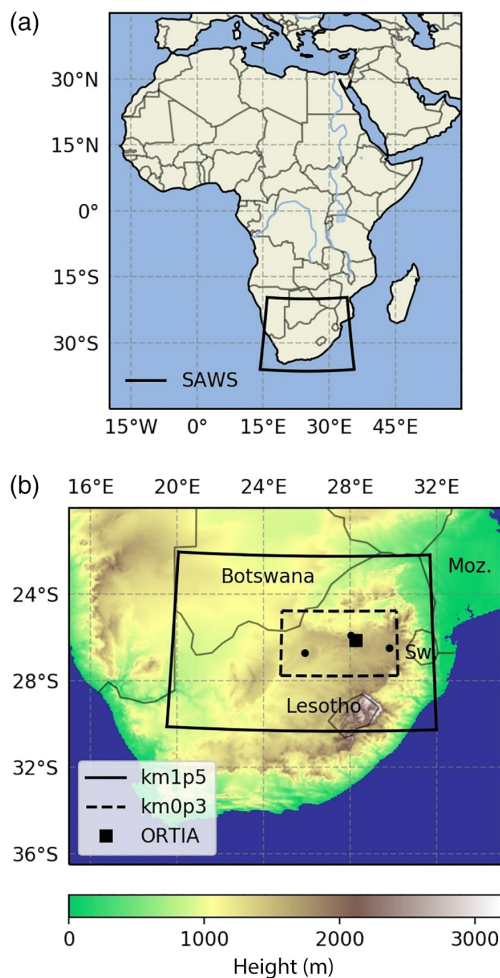 (a)
30°N
15°N
0°
15°S
30°S
SAWS
15°W 0° 15°E 30°E 45°E
(b)
16°E 20°E 24°E 28°E 32°E
24°S
28°S
32°S
36°S
Botswana
Moz.
Sw.
Lesotho
km1p5
km0p3
ORTIA
0 1000 2000 3000
Height (m)